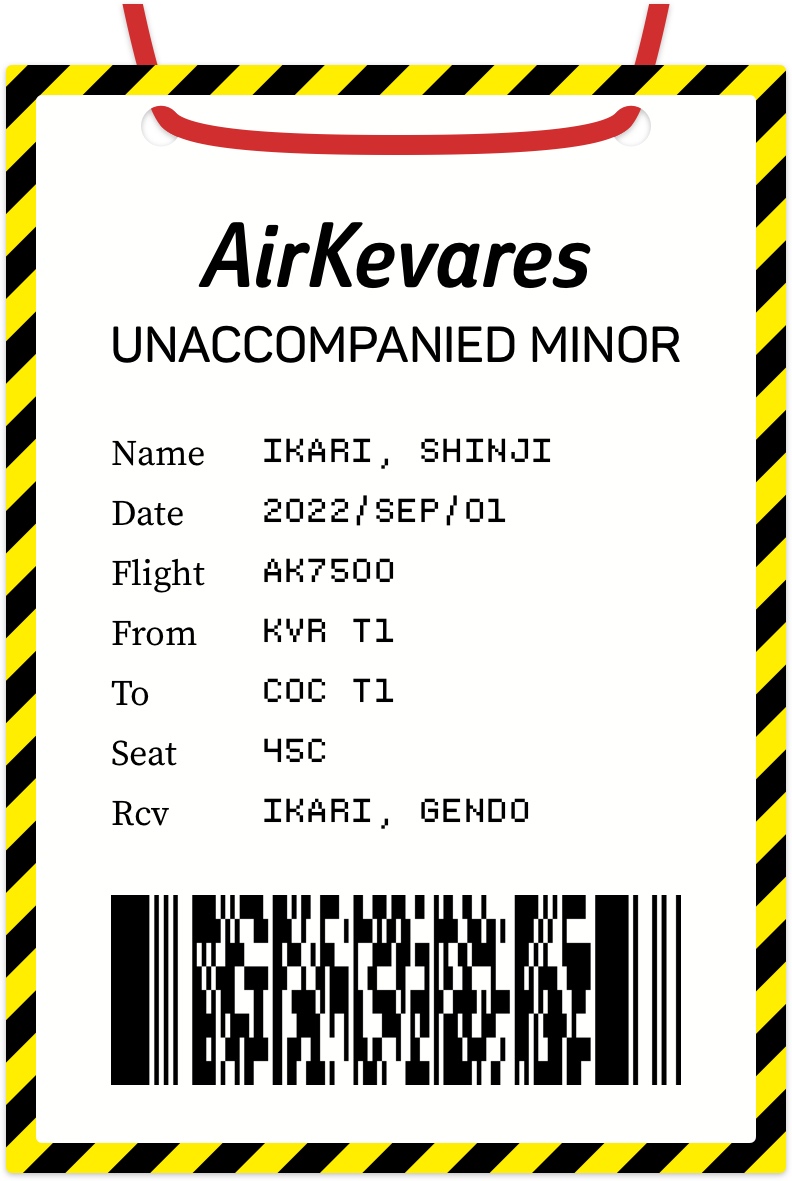 AirKevares
UNACCOMPANIED MINOR
Name IKARI, SHINJI
Date 2022/SEP/01
Flight AK7500
From KVR T1
To COC T1
Seat 45C
Rcv IKARI, GENDO